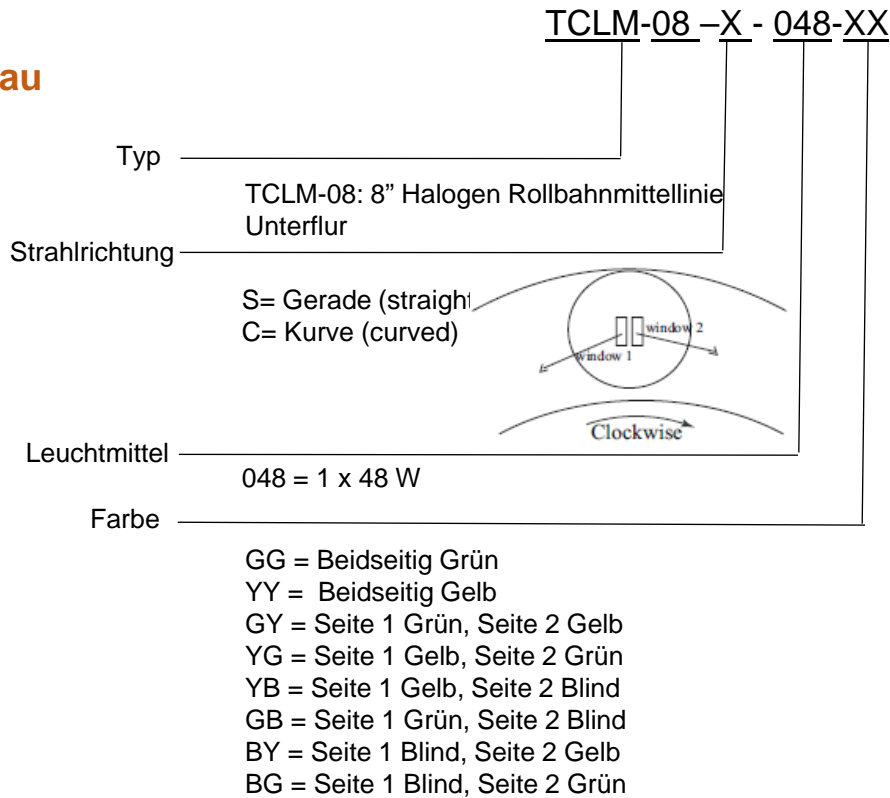 TCLM-08 –X - 048-XX
au
Typ
TCLM-08: 8” Halogen Rollbahnmittellinie
Unterflur
Strahlrichtung
S= Gerade (straight
C= Kurve (curved)
window 2
window 1
Clockwise
Leuchtmittel
048 = 1 x 48 W
Farbe
GG = Beidseitig Grün
YY = Beidseitig Gelb
GY = Seite 1 Grün, Seite 2 Gelb
YG = Seite 1 Gelb, Seite 2 Grün
YB = Seite 1 Gelb, Seite 2 Blind
GB = Seite 1 Grün, Seite 2 Blind
BY = Seite 1 Blind, Seite 2 Gelb
BG = Seite 1 Blind, Seite 2 Grün